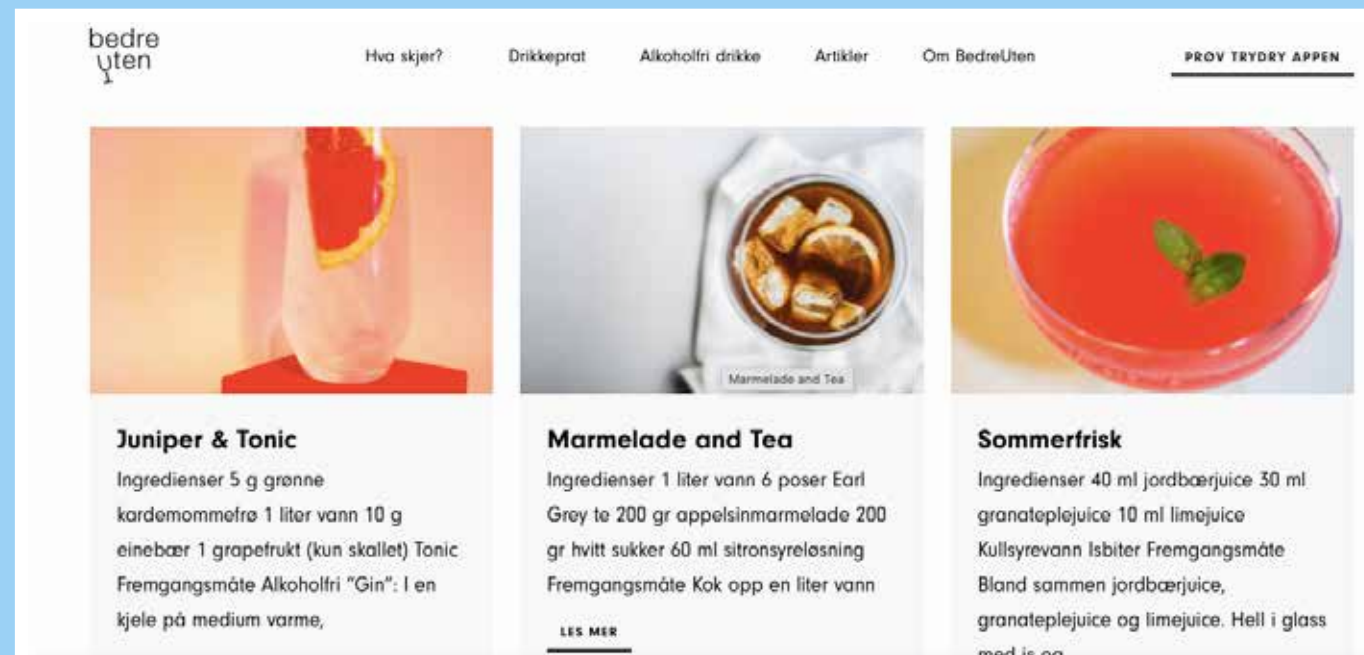 bedre
uten
Hva skjer?
Drikkeprat
Alkoholfri drikke
Artikler
Om BedreUten
PRØV TRYDRY APPEN
Marmelade and Tea
Juniper & Tonic
Ingredienser 5 g grønne
kardemommefrø 1 liter vann 10 g
einebær 1 grapefrukt (kun skallet) Tonic
Fremgangsmåte Alkoholfri "Gin": I en
kjele på medium varme,
Marmelade and Tea
Ingredienser 1 liter vann 6 poser Earl
Grey te 200 gr appelsinmarmelade 200
gr hvitt sukker 60 ml sitronsyreløsning
Fremgangsmåte Kok opp en liter vann
LES MER
Sommerfrisk
Ingredienser 40 ml jordbærjuice 30 ml
granateplejuice 10 ml limejuice
Kullsyrevann Isbiter Fremgangsmåte
Bland sammen jordbærjuice,
granateplejuice og limejuice. Hell i glass
med is og